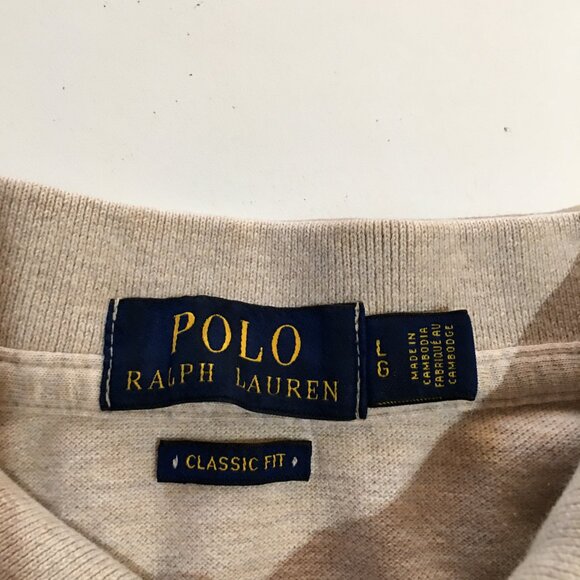 POLO
RALPH LAUREN
L
G
MADE IN
CAMBODIA
FABRIQUÉ AU
CAMBODGE
CLASSIC FIT